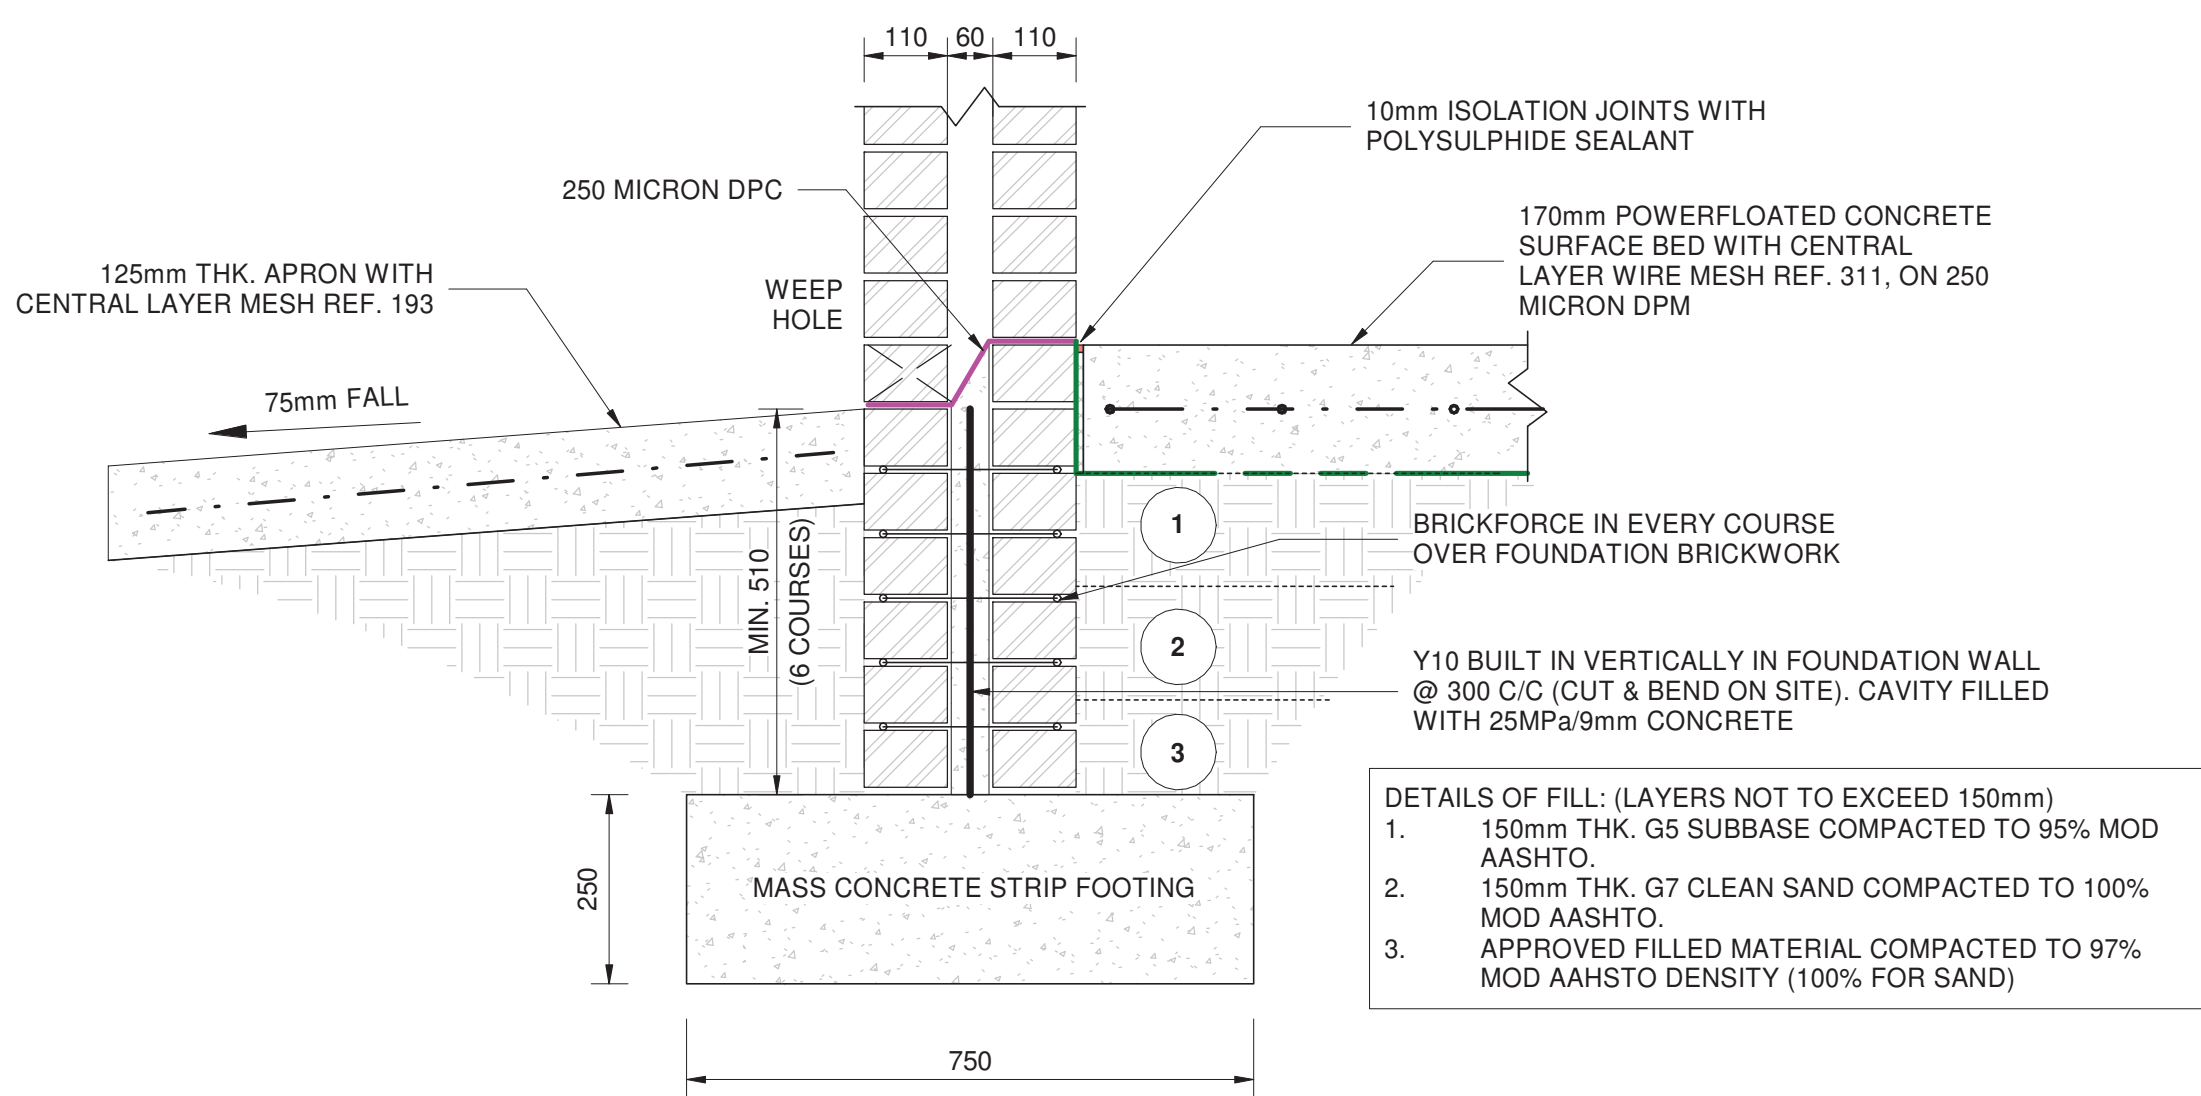 110 60 110
10mm ISOLATION JOINTS WITH
POLYSULPHIDE SEALANT
250 MICRON DPC
170mm POWERFLOATED CONCRETE
SURFACE BED WITH CENTRAL
LAYER WIRE MESH REF. 311, ON 250
MICRON DPM
125mm THK. APRON WITH
CENTRAL LAYER MESH REF. 193
WEEP
HOLE
75mm FALL
MIN. 510
(6 COURSES)
1
BRICKFORCE IN EVERY COURSE
OVER FOUNDATION BRICKWORK
2
Y10 BUILT IN VERTICALLY IN FOUNDATION WALL
@ 300 C/C (CUT & BEND ON SITE). CAVITY FILLED
WITH 25MPa/9mm CONCRETE
3
250
MASS CONCRETE STRIP FOOTING
750
DETAILS OF FILL: (LAYERS NOT TO EXCEED 150mm)
1. 150mm THK. G5 SUBBASE COMPACTED TO 95% MOD
AASHTO.
2. 150mm THK. G7 CLEAN SAND COMPACTED TO 100%
MOD AASHTO.
3. APPROVED FILLED MATERIAL COMPACTED TO 97%
MOD AAHSTO DENSITY (100% FOR SAND)